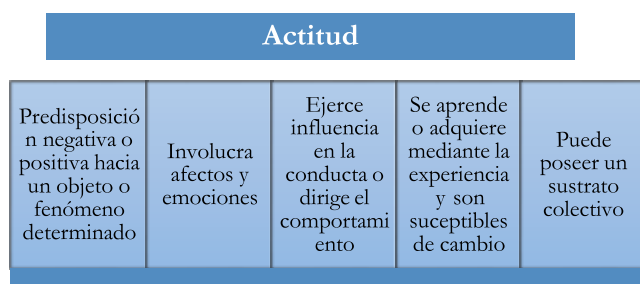 Actitud
Predisposició
n negativa o
positiva hacia
un objeto o
fenómeno
determinado
Involucra
afectos y
emociones
Ejerce
influencia
en la
conducta o
dirige el
comportami
ento
Se aprende
o adquiere
mediante la
experiencia
y son
suceptibles
de cambio
Puede
poseer un
sustrato
colectivo